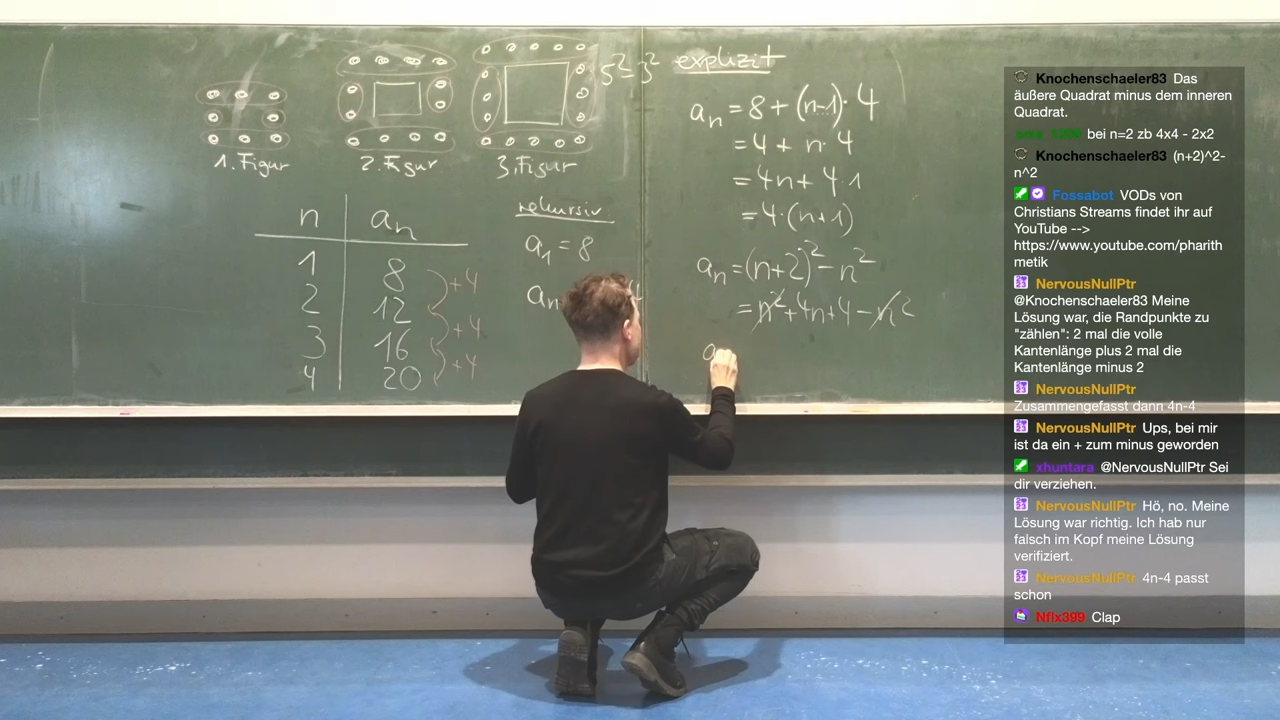 5²-3²
1. Figur
2. Figur
3. Figur
n | aₙ
1 | 8
2 | 12
3 | 16
4 | 20
+4
+4
+4
rekursiv
a₁ = 8
explizit
aₙ = 8 + (n-1)·4
= 4 + n·4
= 4n + 4·1
= 4·(n+1)
aₙ = (n+2)² - n²
= n² + 4n + 4 - n²
Knochenschaeler83 Das
äußere Quadrat minus dem inneren
Quadrat.
bei n=2 zb 4x4 - 2x2
Knochenschaeler83 (n+2)^2-
n^2
Fossabot VODs von
Christians Streams findet ihr auf
YouTube -->
https://www.youtube.com/pharith
metik
NervousNullPtr
@Knochenschaeler83 Meine
Lösung war, die Randpunkte zu
"zählen": 2 mal die volle
Kantenlänge plus 2 mal die
Kantenlänge minus 2
NervousNullPtr
Zusammengefasst dann 4n-4
NervousNullPtr Ups, bei mir
ist da ein + zum minus geworden
xhuntara @NervousNullPtr Sei
dir verziehen.
NervousNullPtr Hö, no. Meine
Lösung war richtig. Ich hab nur
falsch im Kopf meine Lösung
verifiziert.
NervousNullPtr 4n-4 passt
schon
Nflx399 Clap